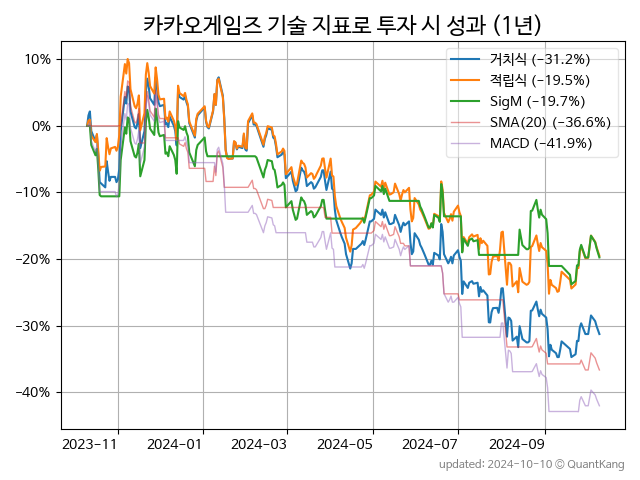 카카오게임즈 기술 지표로 투자 시 성과 (1년)
10%
0%
−10%
−20%
−30%
−40%
거치식 (−31.2%)
적립식 (−19.5%)
SigM (−19.7%)
SMA(20) (−36.6%)
MACD (−41.9%)
2023-11
2024-01
2024-03
2024-05
2024-07
2024-09
updated: 2024-10-10 © QuantKang